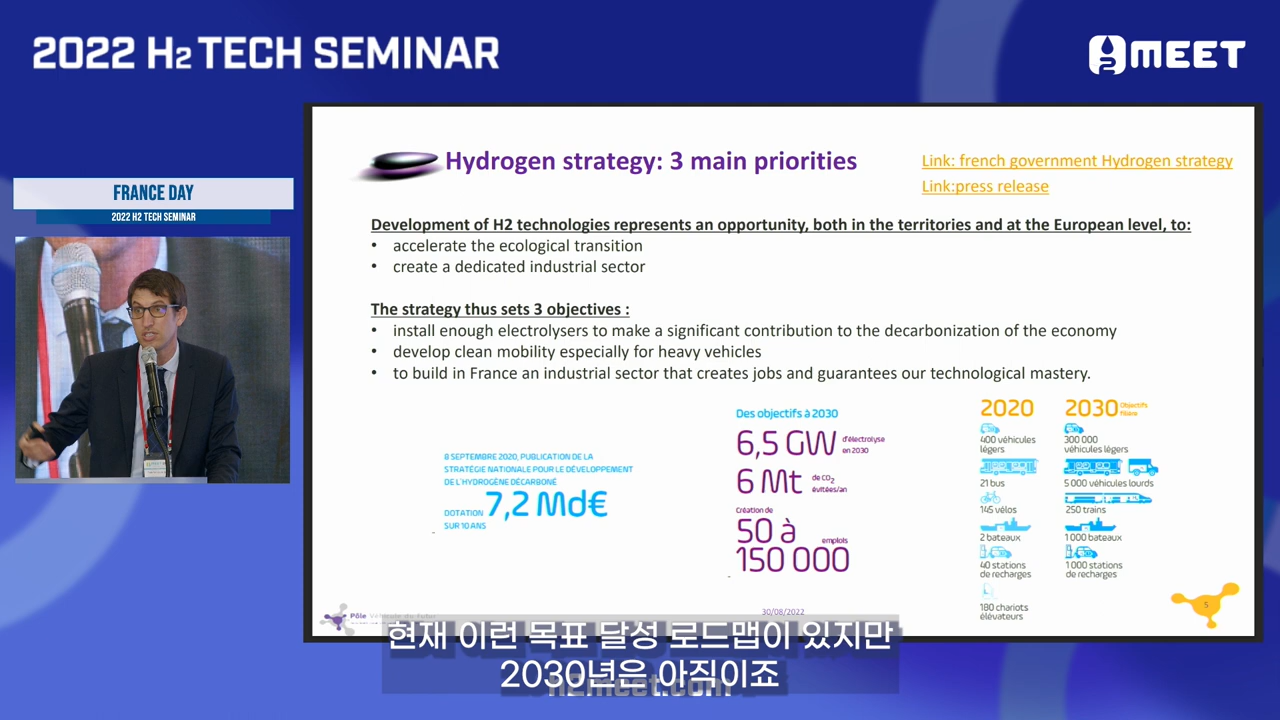 2022 H2 TECH SEMINAR
MEET
FRANCE DAY
2022 H2 TECH SEMINAR
Hydrogen strategy: 3 main priorities
Link: french government Hydrogen strategy
Link:press release
Development of H2 technologies represents an opportunity, both in the territories and at the European level, to:
• accelerate the ecological transition
• create a dedicated industrial sector
The strategy thus sets 3 objectives :
• install enough electrolysers to make a significant contribution to the decarbonization of the economy
• develop clean mobility especially for heavy vehicles
• to build in France an industrial sector that creates jobs and guarantees our technological mastery.
8 SEPTEMBRE 2020, PUBLICATION DE LA
STRATÉGIE NATIONALE POUR LE DÉVELOPPEMENT
DE L'HYDROGÈNE DÉCARBONÉ
DOTATION 7,2 Md€
SUR 10 ANS
Des objectifs à 2030
6,5 GW d'électrolyse
en 2030
6 Mt de CO2
évitées/an
Création de
50 à emplois
150 000
2020
400 véhicules
légers
21 bus
145 vélos
2 bateaux
40 stations
de recharges
180 chariots
élévateurs
2030 Objectifs
filière
300 000
véhicules légers
5 000 véhicules lourds
250 trains
1 000 bateaux
1 000 stations
de recharges
Pôle Véhicule du Futur
30/08/2022
5
현재 이런 목표 달성 로드맵이 있지만
2030년은 아직이죠
h2meet.com